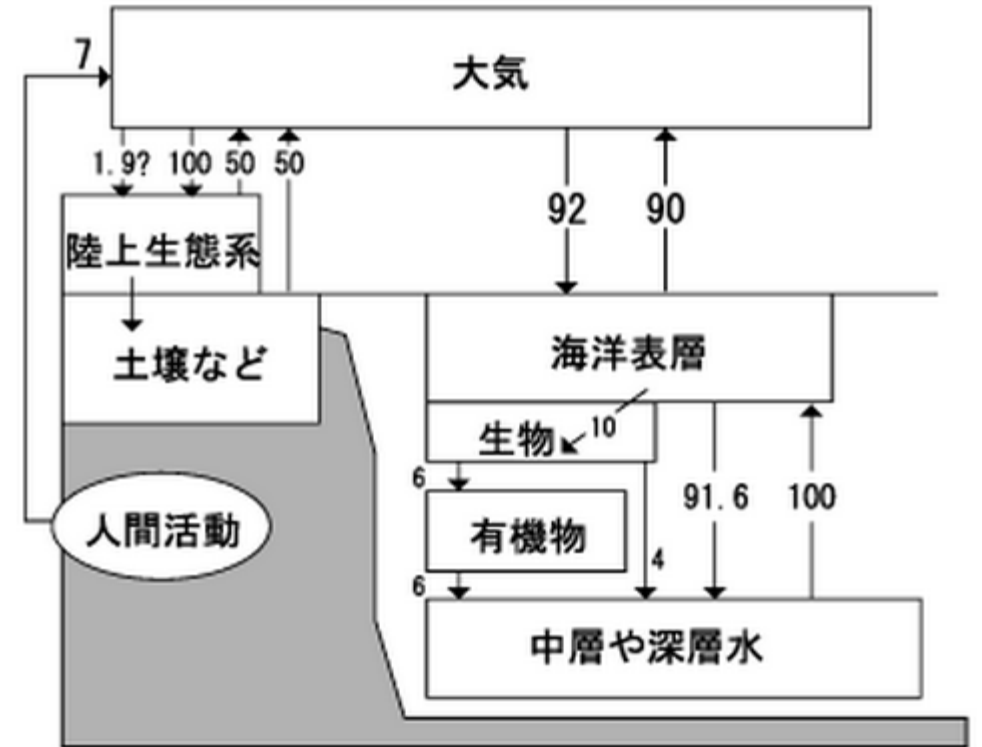 7
大気
1.9?
100
50
50
92
90
陸上生態系
土壌など
海洋表層
生物
10
6
91.6
100
人間活動
有機物
4
6
中層や深層水